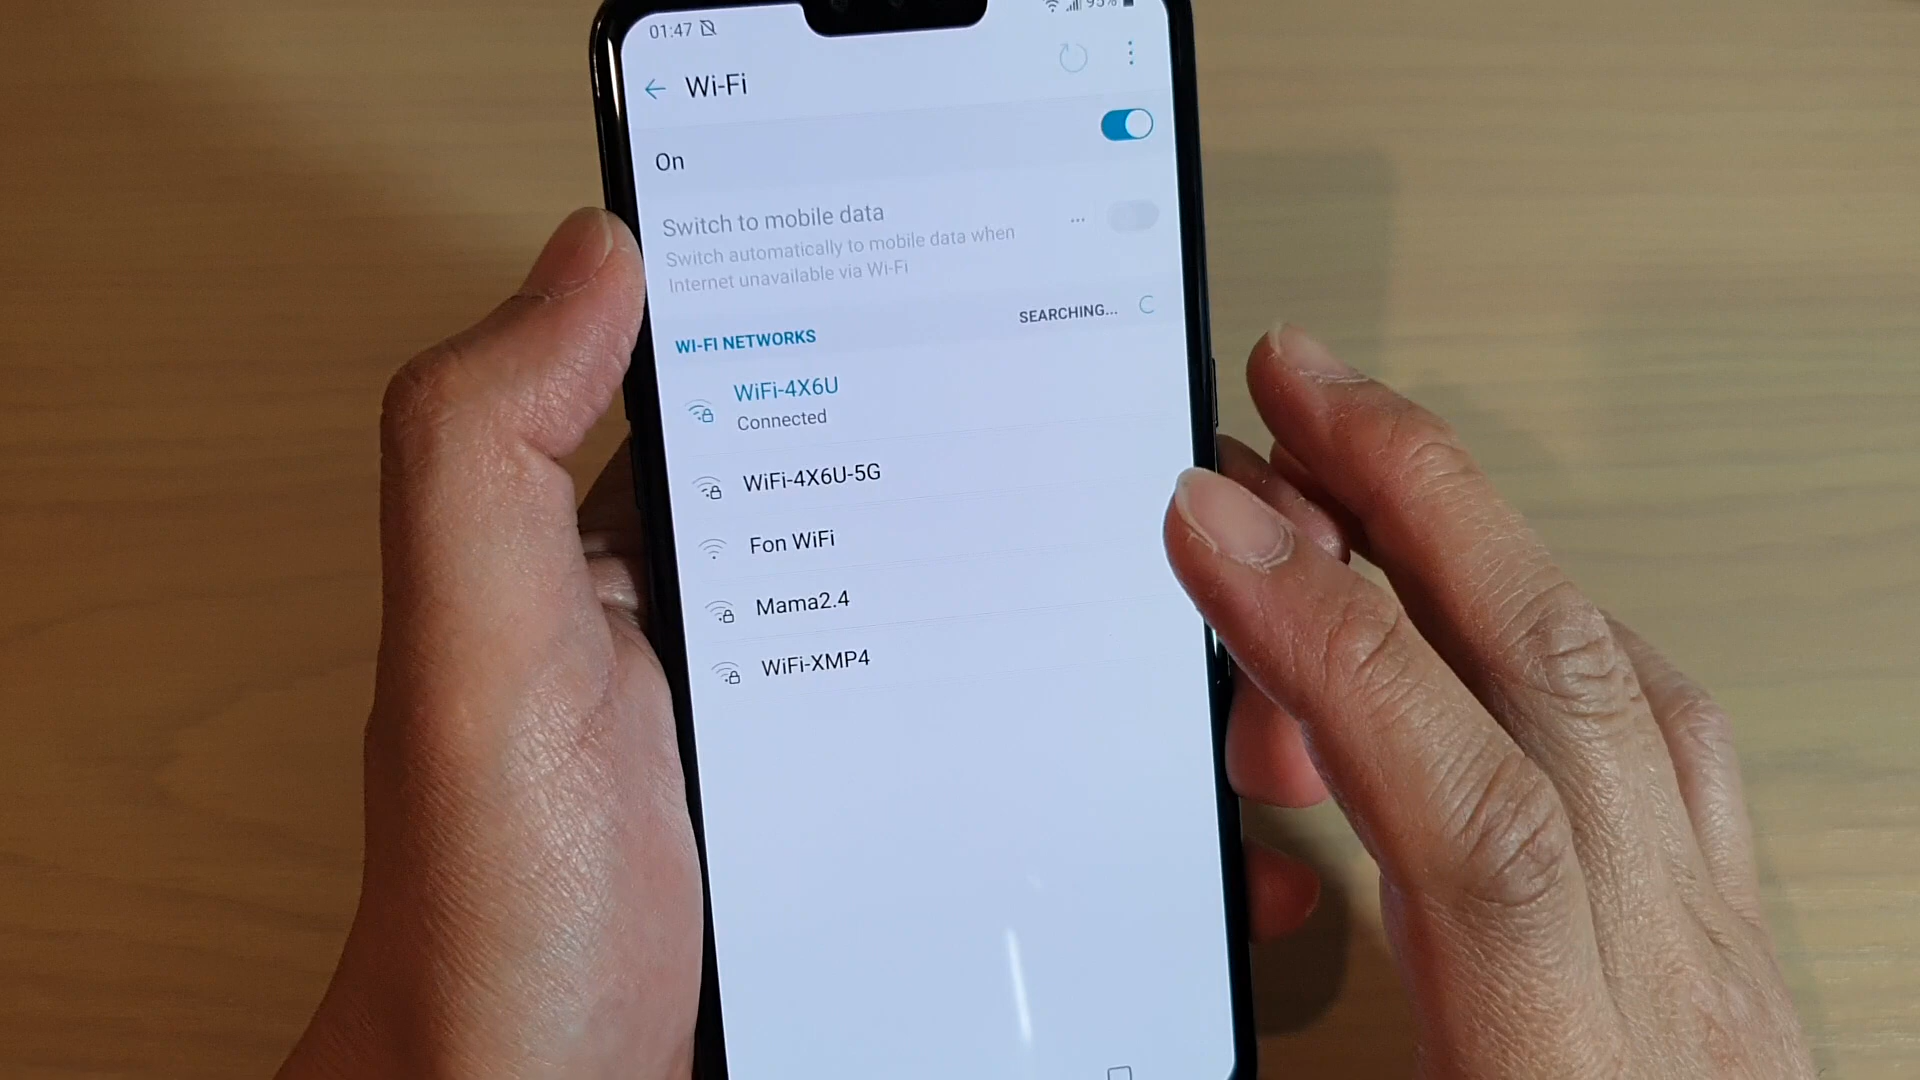 01:47
95%
Wi-Fi
On
Switch to mobile data
...
Switch automatically to mobile data when
Internet unavailable via Wi-Fi
WI-FI NETWORKS
SEARCHING...
WiFi-4X6U
Connected
WiFi-4X6U-5G
Fon WiFi
Mama2.4
WiFi-XMP4